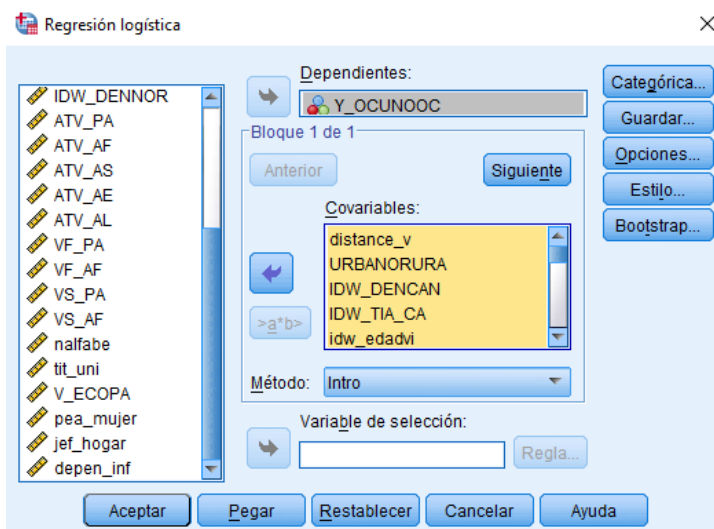 Regresión logística
IDW_DENNOR
ATV_PA
ATV_AF
ATV_AS
ATV_AE
ATV_AL
VF_PA
VF_AF
VS_PA
VS_AF
nalfabe
tit_uni
V_ECOPA
pea_mujer
jef_hogar
depen_inf
Dependientes:
Y_OCUNOOC
Bloque 1 de 1
Anterior
Siguiente
Covariables:
distance_v
URBANORURA
IDW_DENCAN
IDW_TIA_CA
idw_edadvi
>a*b>
Método:
Intro
Variable de selección:
Regla...
Categórica...
Guardar...
Opciones...
Estilo...
Bootstrap...
Aceptar
Pegar
Restablecer
Cancelar
Ayuda